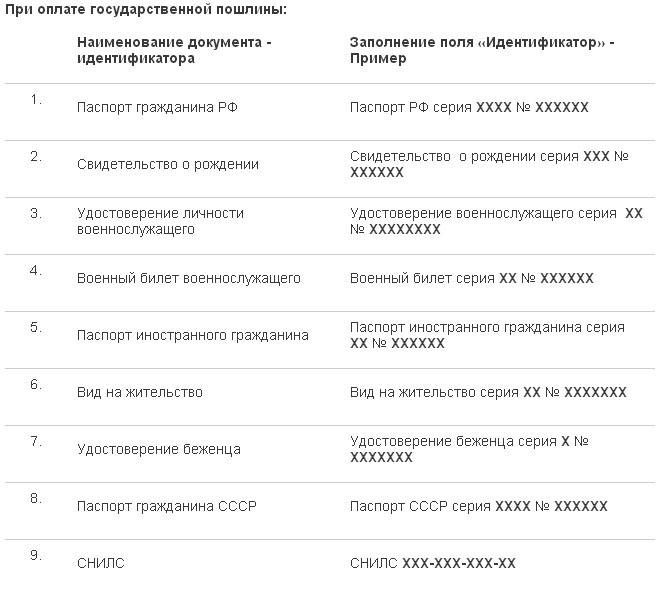 При оплате государственной пошлины:
Наименование документа - Заполнение поля «Идентификатор» -
идентификатора Пример
1. Паспорт гражданина РФ Паспорт РФ серия XXXX № XXXXXX
2. Свидетельство о рождении Свидетельство о рождении серия XXX №
XXXXXX
3. Удостоверение личности Удостоверение военнослужащего серия XX
военнослужащего № XXXXXXXX
4. Военный билет военнослужащего Военный билет серия XX № XXXXXX
5. Паспорт иностранного гражданина Паспорт иностранного гражданина серия
XX № XXXXXX
6. Вид на жительство Вид на жительство серия XX № XXXXXXX
7. Удостоверение беженца Удостоверение беженца серия X №
XXXXXXX
8. Паспорт гражданина СССР Паспорт СССР серия XXXX № XXXXXX
9. СНИЛС СНИЛС XXX-XXX-XXX-XX